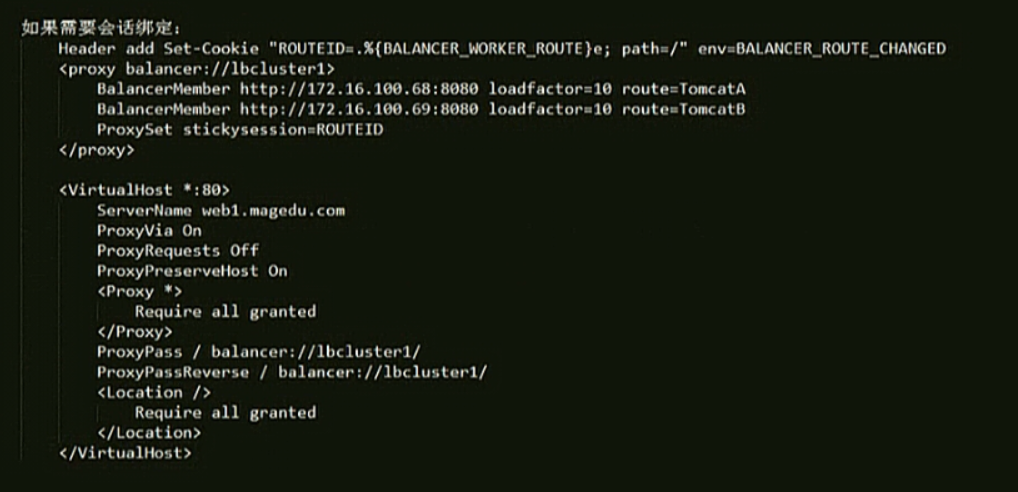 如果需要会话绑定:
Header add Set-Cookie "ROUTEID=.%{BALANCER_WORKER_ROUTE}e; path=/" env=BALANCER_ROUTE_CHANGED
<proxy balancer://lbcluster1>
BalancerMember http://172.16.100.68:8080 loadfactor=10 route=TomcatA
BalancerMember http://172.16.100.69:8080 loadfactor=10 route=TomcatB
ProxySet stickysession=ROUTEID
</proxy>
<VirtualHost *:80>
ServerName web1.magedu.com
ProxyVia On
ProxyRequests Off
ProxyPreserveHost On
<Proxy *>
Require all granted
</Proxy>
ProxyPass / balancer://lbcluster1/
ProxyPassReverse / balancer://lbcluster1/
<Location />
Require all granted
</Location>
</VirtualHost>